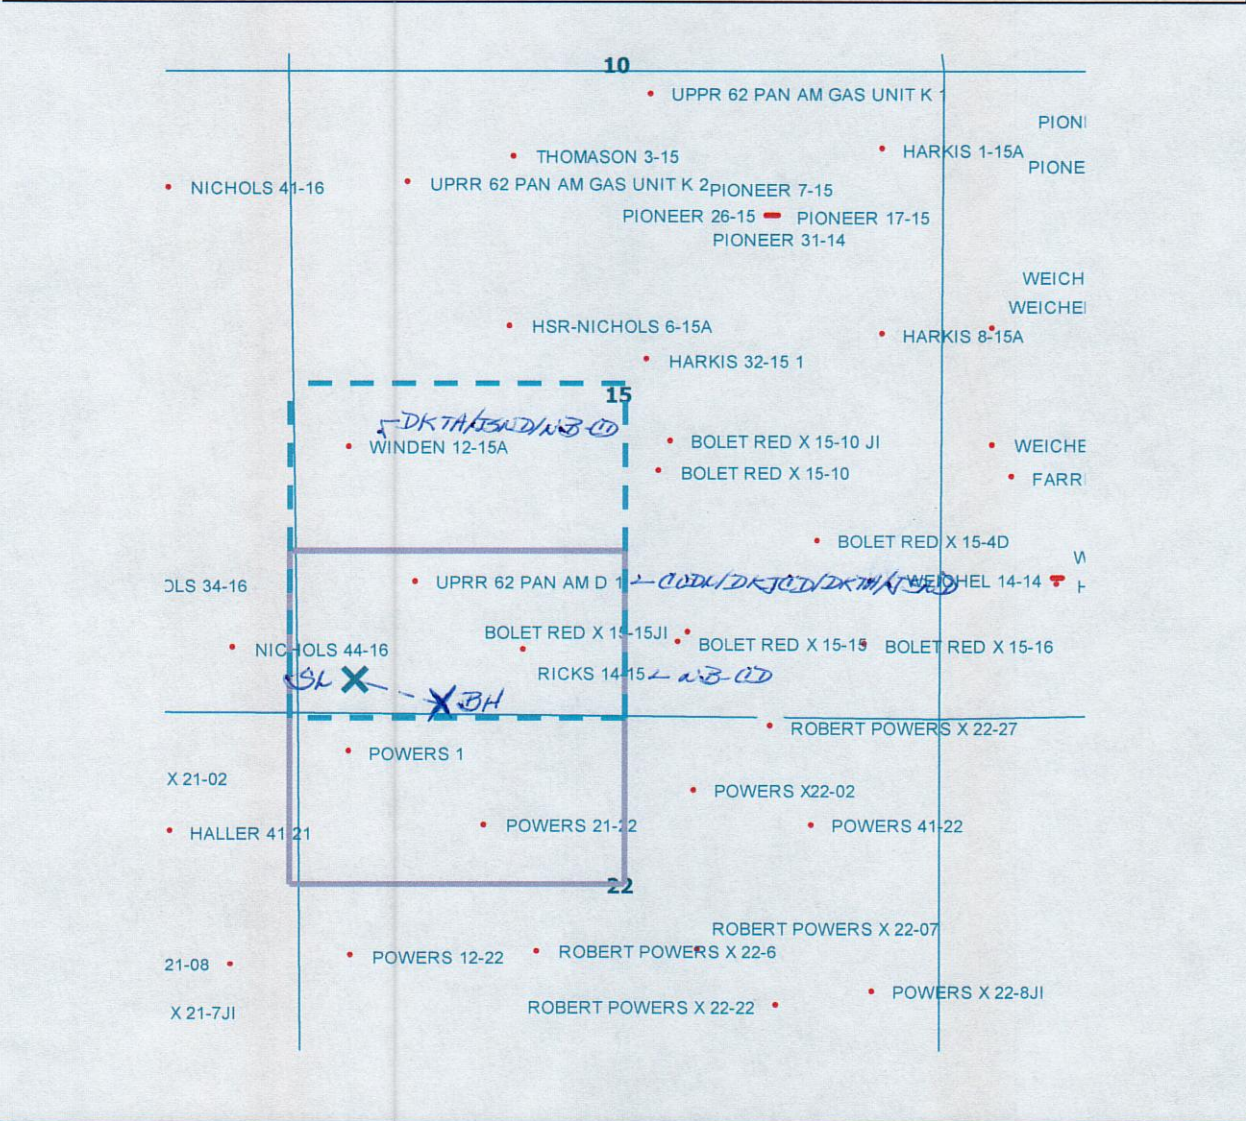 10
UPPR 62 PAN AM GAS UNIT K 1
PIONE
HARKIS 1-15A
THOMASON 3-15
PIONE
NICHOLS 41-16
UPRR 62 PAN AM GAS UNIT K 2
PIONEER 7-15
PIONEER 26-15
PIONEER 17-15
PIONEER 31-14
WEICH
WEICHE
HSR-NICHOLS 6-15A
HARKIS 8-15A
HARKIS 32-15 1
15
DKTA/JSND/NB-CD
WINDEN 12-15A
BOLET RED X 15-10 JI
WEICHE
BOLET RED X 15-10
FARR
BOLET RED X 15-4D
W
OLS 34-16
UPRR 62 PAN AM D 1
WEICHEL 14-14
H
BOLET RED X 15-15JI
NICHOLS 44-16
BOLET RED X 15-15
BOLET RED X 15-16
SL
RICKS 14-15
NB-CD
BH
POWERS 1
ROBERT POWERS X 22-27
X 21-02
POWERS X22-02
HALLER 41-21
POWERS 21-22
POWERS 41-22
22
ROBERT POWERS X 22-07
21-08
POWERS 12-22
ROBERT POWERS X 22-6
POWERS X 22-8JI
X 21-7JI
ROBERT POWERS X 22-22